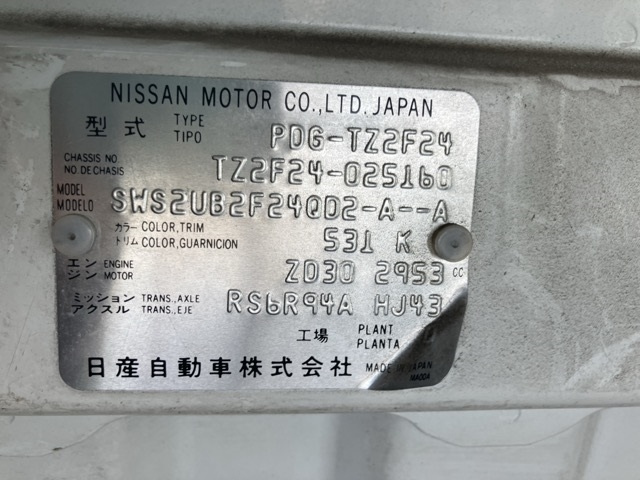 NISSAN MOTOR CO.,LTD. JAPAN
型式 TYPE TIPO PDG-TZ2F24
CHASSIS NO. NO DE CHASIS TZ2F24-025160
MODEL MODELO SWS2UB2F24QD2-A--A
カラー COLOR,TRIM
トリム COLOR,GUARNICION 531 K
エンジン ENGINE MOTOR ZD30 2953 CC
ミッション TRANS.,AXLE
アクスル TRANS.,EJE RS6R94A HJ43
工場 PLANT PLANTA
日産自動車株式会社 MADE IN JAPAN